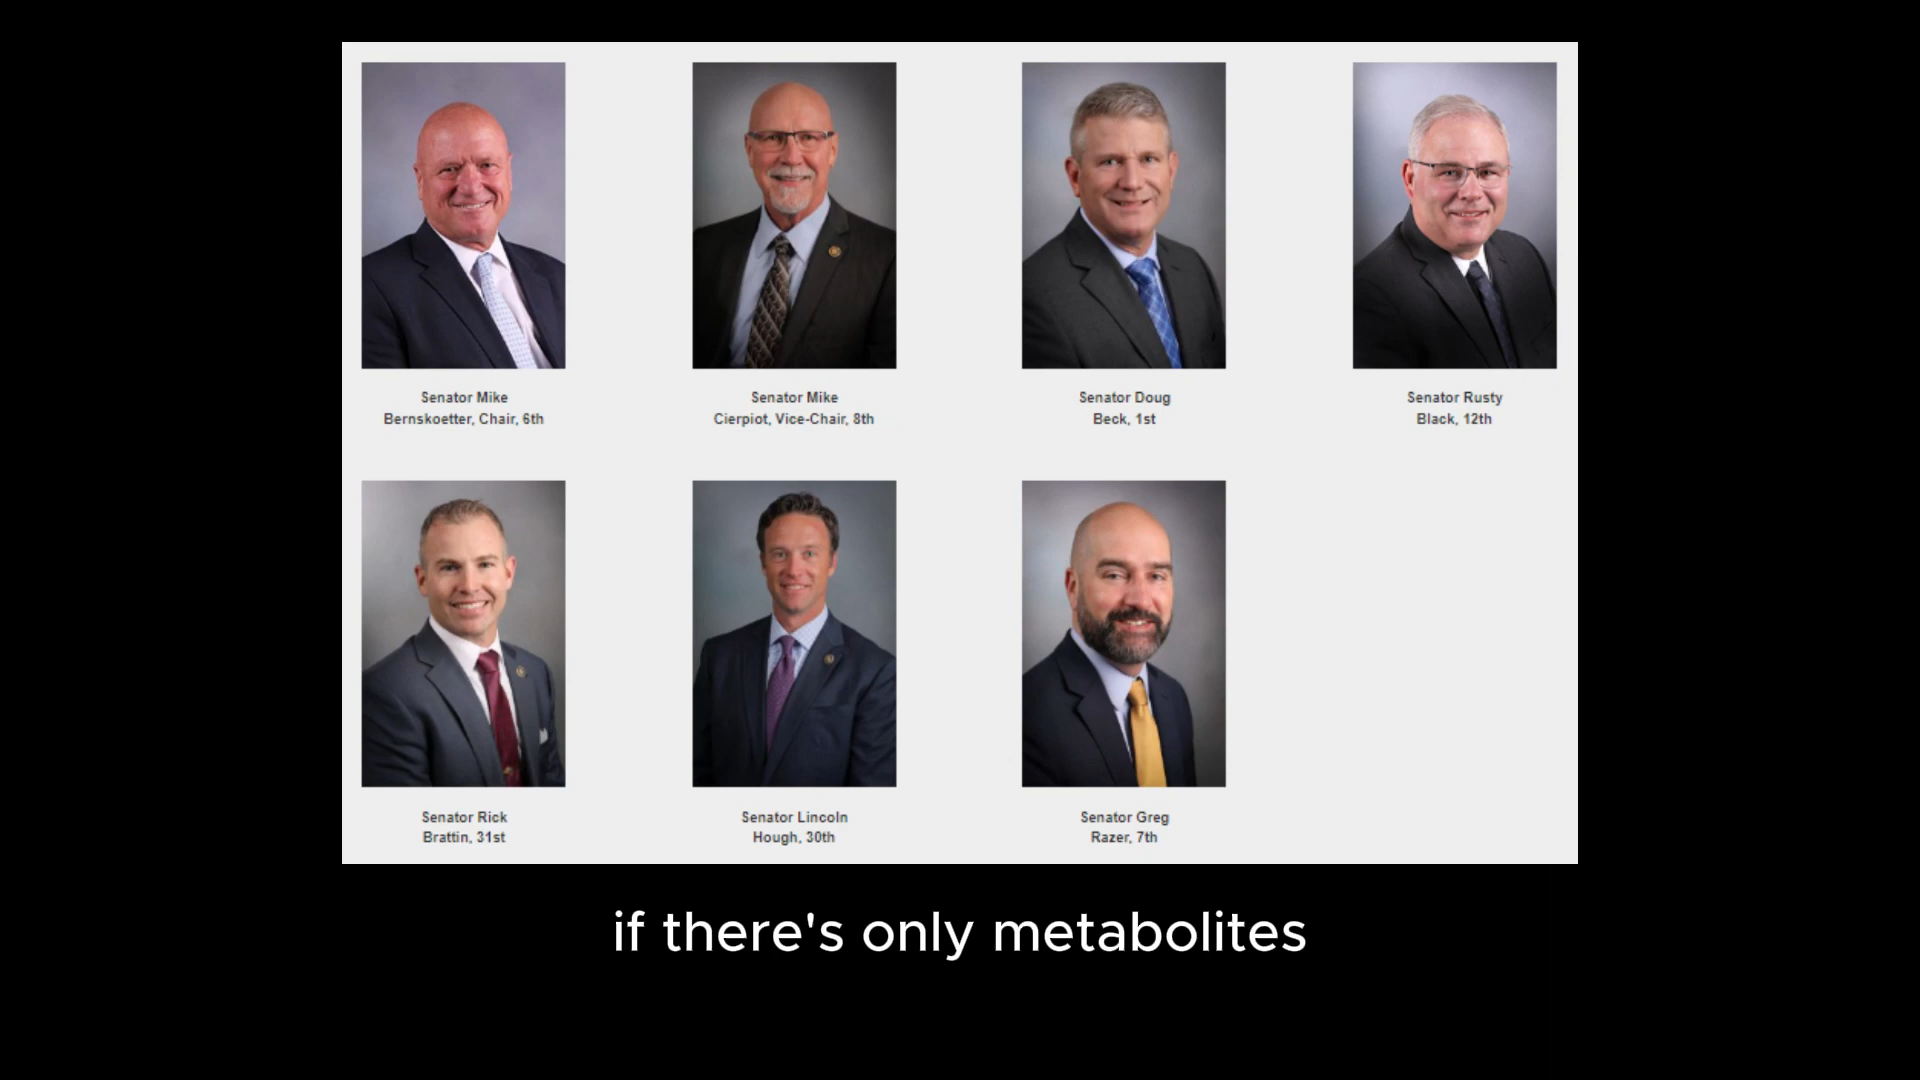 Senator Mike
Bernskoetter, Chair, 6th
Senator Mike
Cierpiot, Vice-Chair, 8th
Senator Doug
Beck, 1st
Senator Rusty
Black, 12th
Senator Rick
Brattin, 31st
Senator Lincoln
Hough, 30th
Senator Greg
Razer, 7th
if there's only metabolites